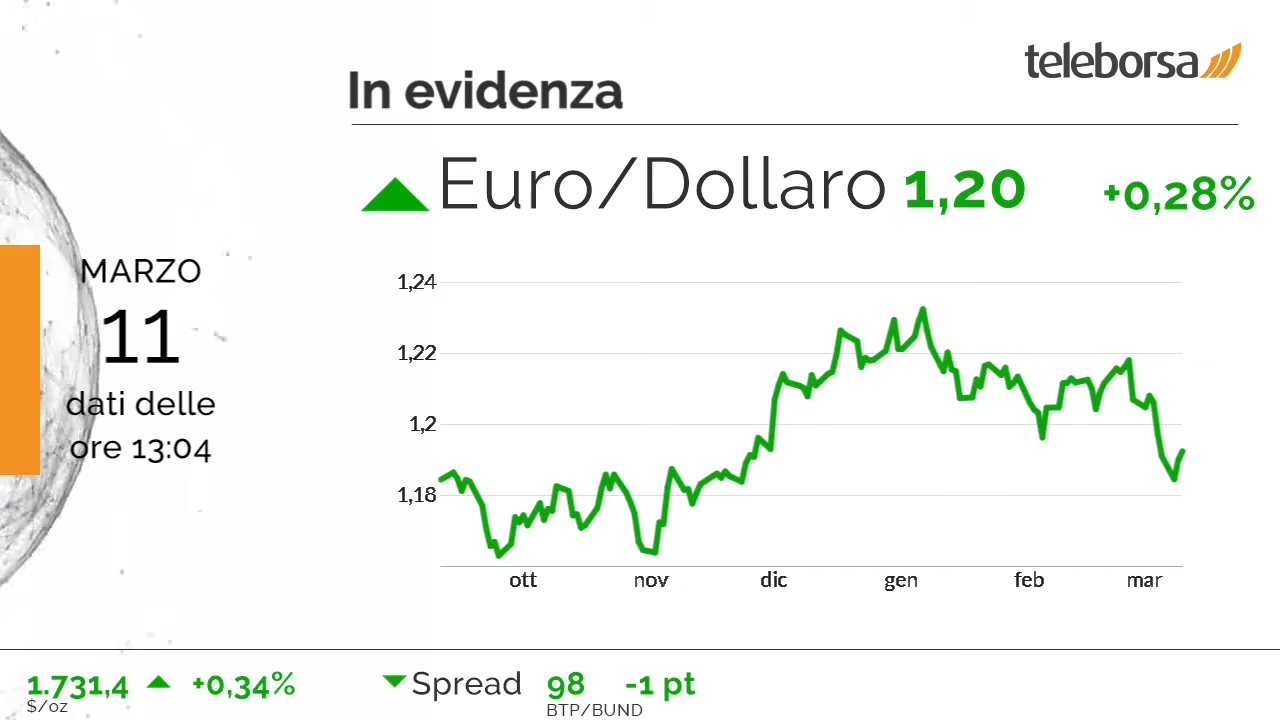 teleborsa
In evidenza
Euro/Dollaro 1,20 +0,28%
MARZO
11
dati delle
ore 13:04
1,24
1,22
1,2
1,18
ott nov dic gen feb mar
1.731,4 +0,34% Spread 98 -1 pt
$/oz BTP/BUND